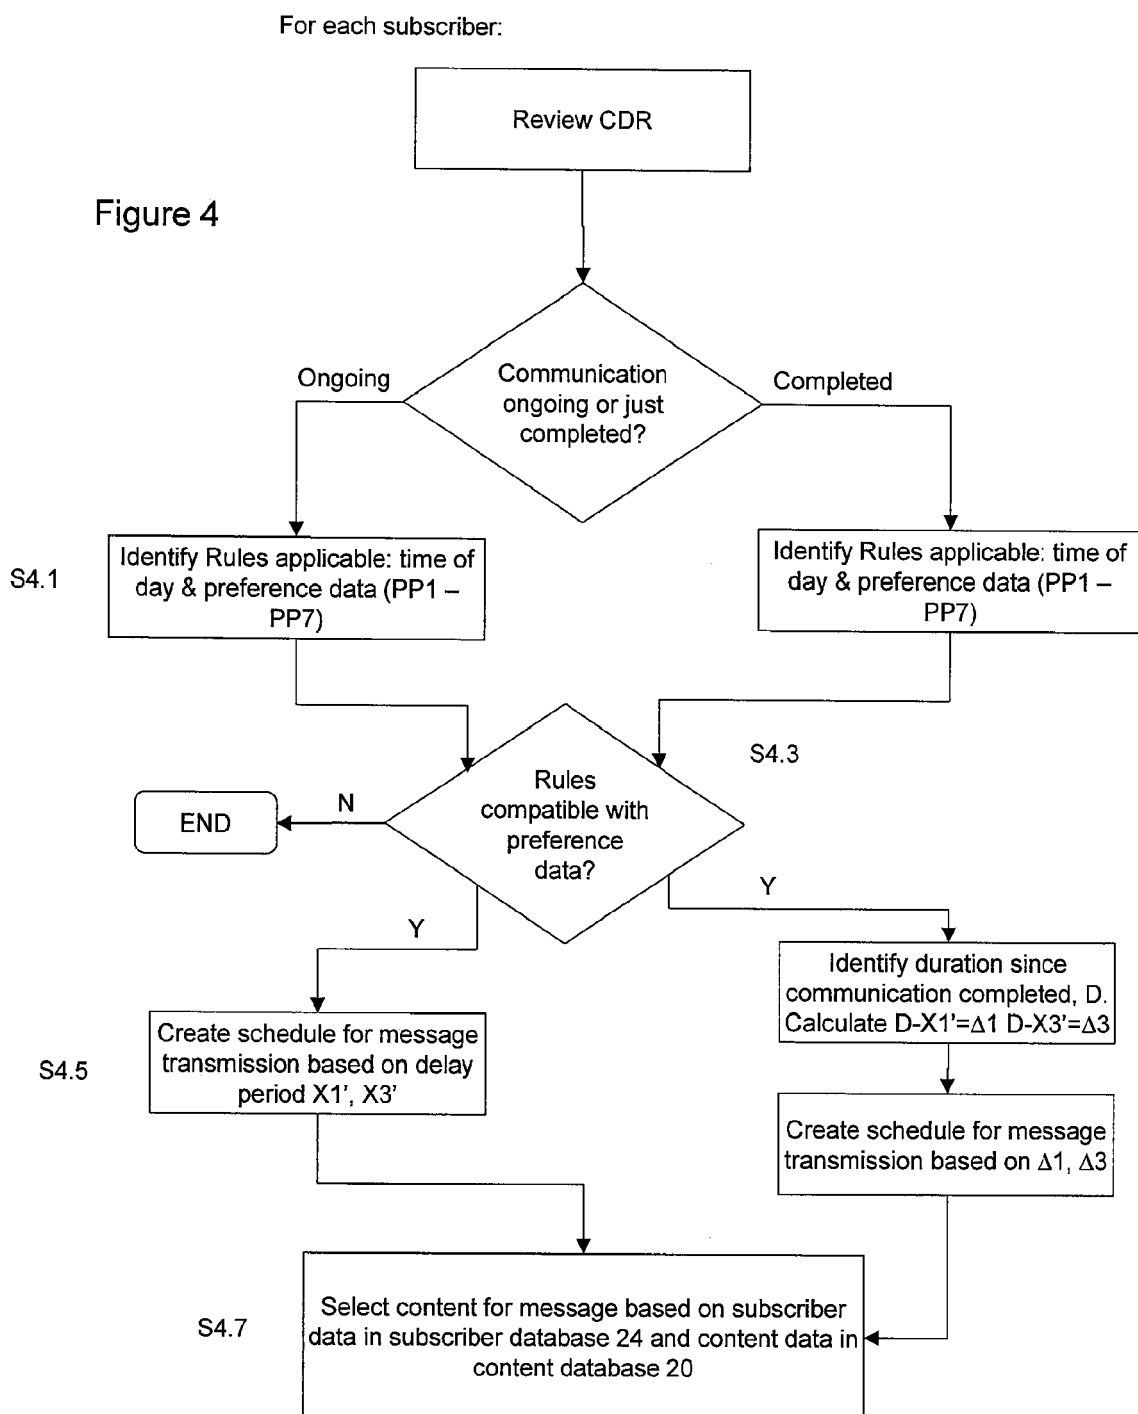 For each subscriber:
Review CDR
Figure 4
Communication
ongoing or just
completed?
Ongoing
Completed
S4.1
Identify Rules applicable: time of
day & preference data (PP1 –
PP7)
Identify Rules applicable: time of
day & preference data (PP1 –
PP7)
S4.3
Rules
compatible with
preference
data?
N
END
Y
Y
Identify duration since
communication completed, D.
Calculate D-X1'=Δ1 D-X3'=Δ3
S4.5
Create schedule for message
transmission based on delay
period X1', X3'
Create schedule for message
transmission based on Δ1, Δ3
S4.7
Select content for message based on subscriber
data in subscriber database 24 and content data in
content database 20